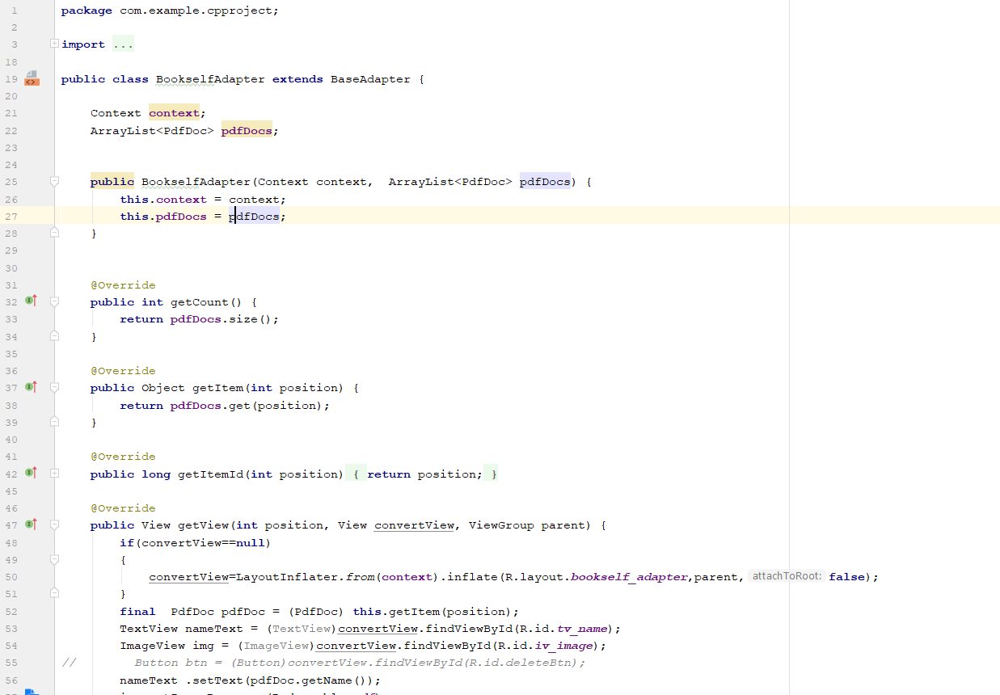 1 package com.example.cpproject;
2
3 import ...
18
19 public class BookselfAdapter extends BaseAdapter {
20
21 Context context;
22 ArrayList<PdfDoc> pdfDocs;
23
24
25 public BookselfAdapter(Context context,  ArrayList<PdfDoc> pdfDocs) {
26 this.context = context;
27 this.pdfDocs = pdfDocs;
28 }
29
30
31 @Override
32 public int getCount() {
33 return pdfDocs.size();
34 }
35
36 @Override
37 public Object getItem(int position) {
38 return pdfDocs.get(position);
39 }
40
41 @Override
42 public long getItemId(int position) { return position; }
45
46 @Override
47 public View getView(int position, View convertView, ViewGroup parent) {
48 if(convertView==null)
49 {
50 convertView=LayoutInflater.from(context).inflate(R.layout.bookself_adapter,parent, attachToRoot: false);
51 }
52 final  PdfDoc pdfDoc = (PdfDoc) this.getItem(position);
53 TextView nameText = (TextView)convertView.findViewById(R.id.tv_name);
54 ImageView img = (ImageView)convertView.findViewById(R.id.iv_image);
55 // Button btn = (Button)convertView.findViewById(R.id.deleteBtn);
56 nameText .setText(pdfDoc.getName());